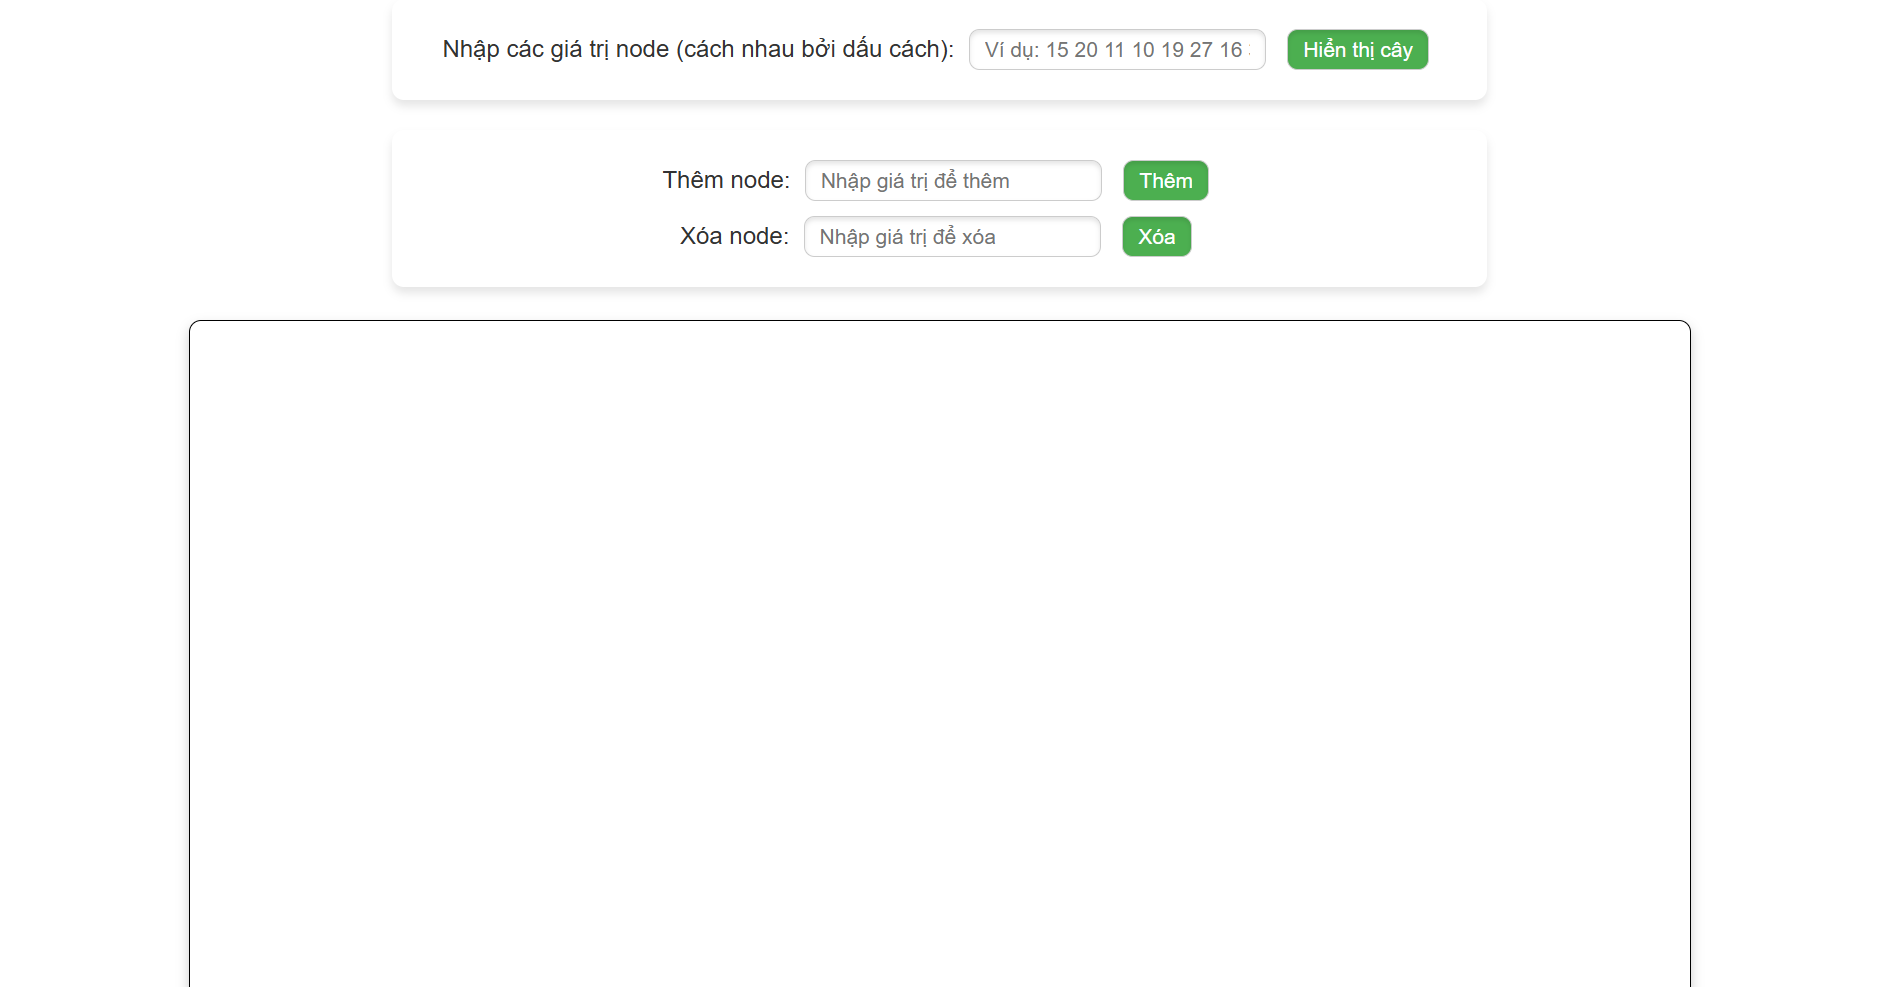 Nhập các giá trị node (cách nhau bởi dấu cách): Ví dụ: 15 20 11 10 19 27 16 Hiển thị cây
Thêm node: Nhập giá trị để thêm Thêm
Xóa node: Nhập giá trị để xóa Xóa